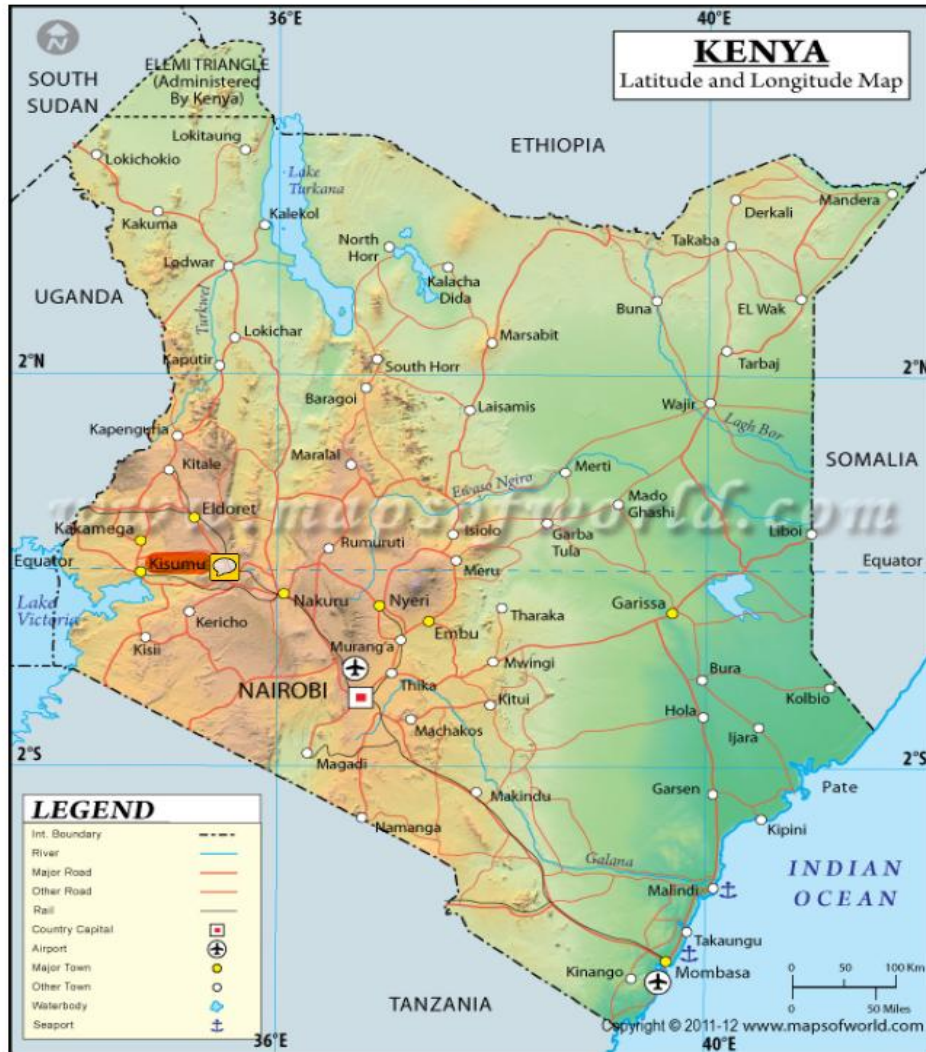 36°E
40°E
KENYA
Latitude and Longitude Map
N
SOUTH
SUDAN
ELEMI TRIANGLE
(Administered
By Kenya)
ETHIOPIA
Lokitaung
Lokichokio
Lake
Turkana
Kakuma
Kalekol
Derkali
Mandera
North
Horr
Takaba
Lodwar
Kalacha
Dida
UGANDA
Turkwel
Buna
EL Wak
Lokichar
Marsabit
Kaputir
South Horr
Tarbaj
2°N
2°N
Baragoi
Laisamis
Wajir
Lagh Bor
Kapenguria
Kitale
Maralal
Merti
SOMALIA
Ewaso Ngiro
www.mapsofworld.com
Eldoret
Mado
Ghashi
Kakamega
Isiolo
Garba
Tula
Liboi
Rumuruti
Equator
Kisumu
Meru
Equator
Lake
Victoria
Nakuru
Nyeri
Tharaka
Garissa
Kericho
Embu
Kisii
Murang'a
Mwingi
Bura
NAIROBI
Thika
Kitui
Kolbio
Machakos
Hola
Ijara
2°S
Magadi
2°S
Makindu
Garsen
Pate
LEGEND
Namanga
Kipini
Int. Boundary
River
Major Road
Other Road
Rail
Country Capital
Airport
Major Town
Other Town
Waterbody
Seaport
Galana
INDIAN
OCEAN
Malindi
Takaungu
Kinango
Mombasa
0 50 100 Km
0 50 Miles
TANZANIA
Copyright © 2011-12 www.mapsofworld.com
36°E
40°E